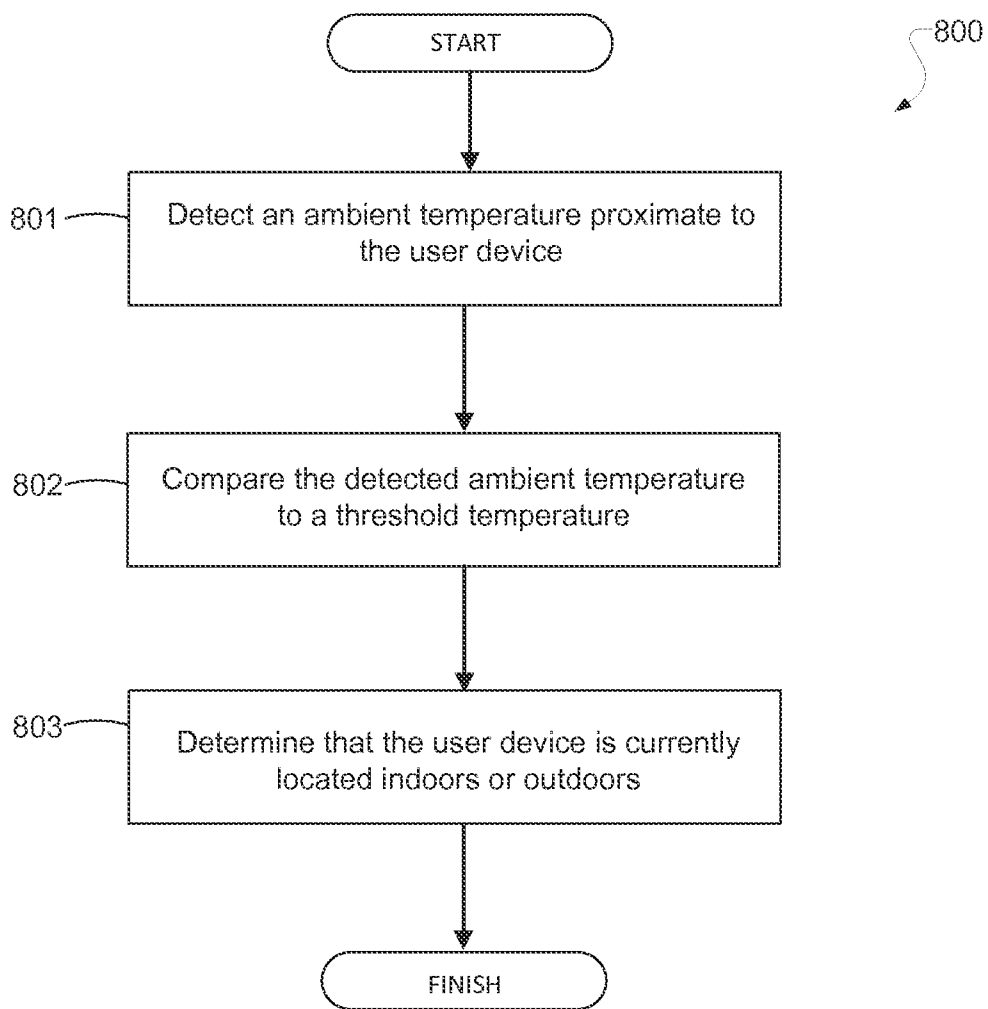 START
800
801
Detect an ambient temperature proximate to
the user device
802
Compare the detected ambient temperature
to a threshold temperature
803
Determine that the user device is currently
located indoors or outdoors
FINISH